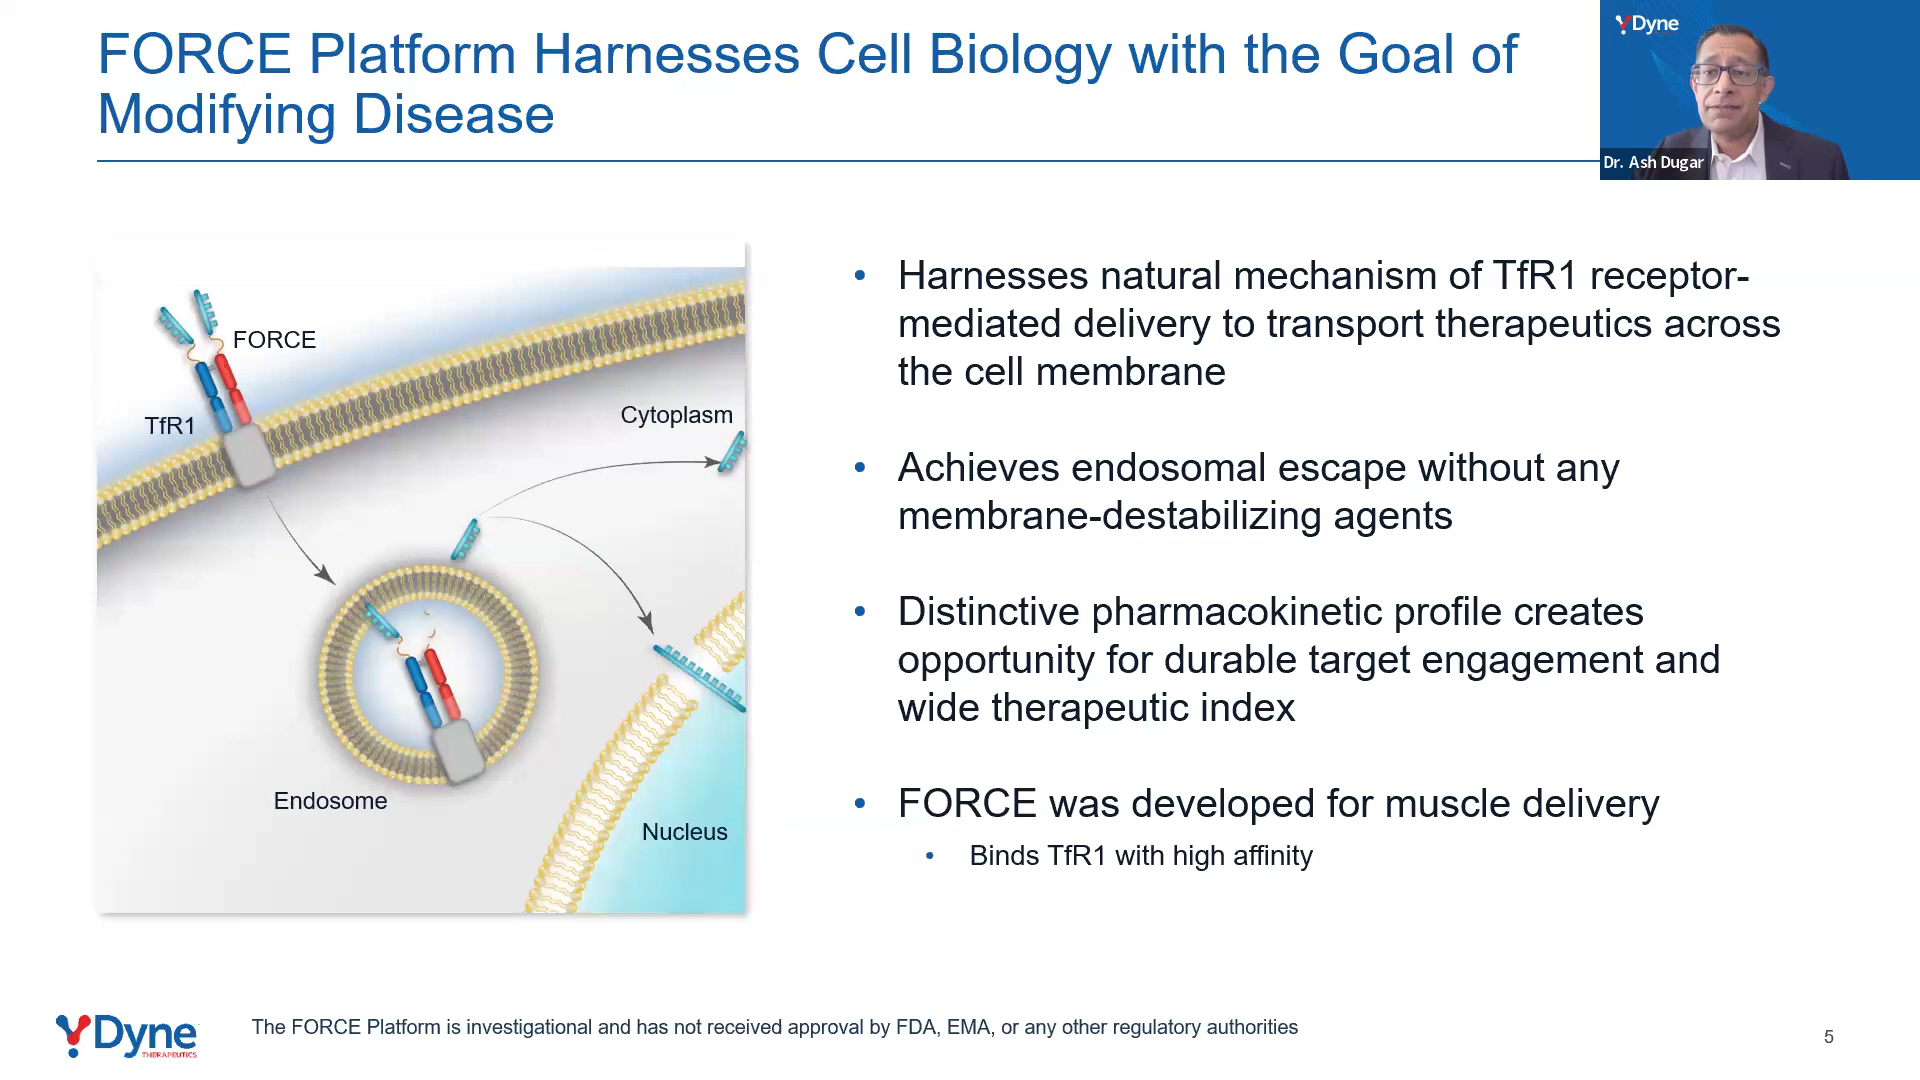 FORCE Platform Harnesses Cell Biology with the Goal of
Modifying Disease
Dyne
Dr. Ash Dugar
FORCE
TfR1
Cytoplasm
Endosome
Nucleus
• Harnesses natural mechanism of TfR1 receptor-
mediated delivery to transport therapeutics across
the cell membrane
• Achieves endosomal escape without any
membrane-destabilizing agents
• Distinctive pharmacokinetic profile creates
opportunity for durable target engagement and
wide therapeutic index
• FORCE was developed for muscle delivery
• Binds TfR1 with high affinity
Dyne
THERAPEUTICS
The FORCE Platform is investigational and has not received approval by FDA, EMA, or any other regulatory authorities
5